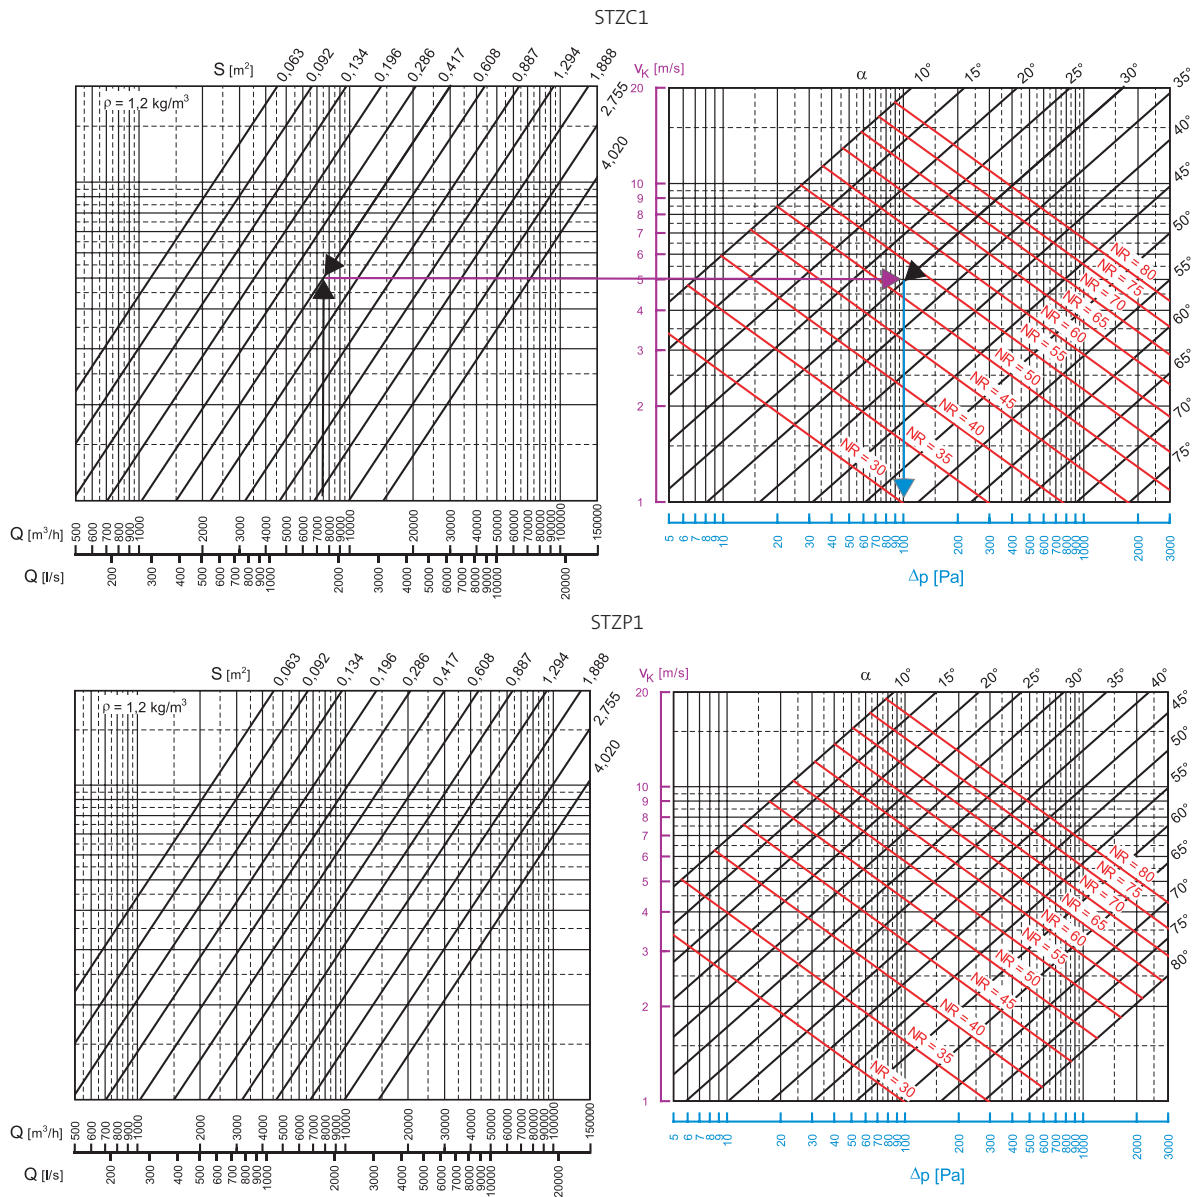 STZC1
S [m²] 0,063 0,092 0,134 0,196 0,286 0,417 0,608 0,887 1,294 1,888
2,755
4,020
ρ = 1,2 kg/m³
Q [m³/h] 500 600 700 800 900 1000 2000 3000 4000 5000 6000 7000 8000 9000 10000 20000 30000 40000 50000 60000 70000 80000 90000 100000 150000
Q [l/s] 200 300 400 500 600 700 800 900 1000 2000 3000 4000 5000 6000 7000 8000 9000 10000 20000
vK [m/s] α 10° 15° 20° 25° 30° 35°
40°
45°
50°
55°
60°
65°
70°
75°
20
10
9
8
7
6
5
4
3
2
1
NR = 80
NR = 75
NR = 70
NR = 65
NR = 60
NR = 55
NR = 50
NR = 45
NR = 40
NR = 35
NR = 30
5 6 7 8 9 10 20 30 40 50 60 70 80 90 100 200 300 400 500 600 700 800 1000 2000 3000
Δp [Pa]
STZP1
S [m²] 0,063 0,092 0,134 0,196 0,286 0,417 0,608 0,887 1,294 1,888
2,755
4,020
ρ = 1,2 kg/m³
Q [m³/h] 500 600 700 800 900 1000 2000 3000 4000 5000 6000 7000 8000 9000 10000 20000 30000 40000 50000 60000 70000 80000 90000 100000 150000
Q [l/s] 200 300 400 500 600 700 800 900 1000 2000 3000 4000 5000 6000 7000 8000 9000 10000 20000
vK [m/s] α 10° 15° 20° 25° 30° 35° 40°
45°
50°
55°
60°
65°
70°
75°
80°
20
10
9
8
7
6
5
4
3
2
1
NR = 80
NR = 75
NR = 70
NR = 65
NR = 60
NR = 55
NR = 50
NR = 45
NR = 40
NR = 35
NR = 30
5 6 7 8 9 10 20 30 40 50 60 70 80 90 100 200 300 400 500 600 700 800 1000 2000 3000
Δp [Pa]